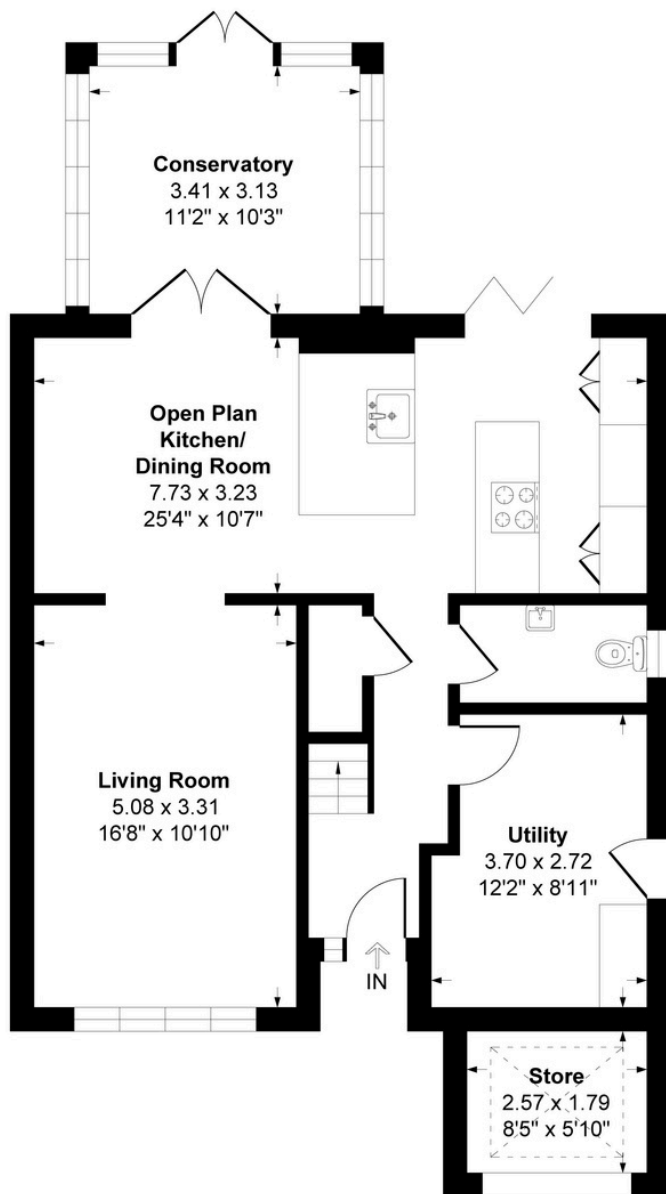 Conservatory
3.41 x 3.13
11'2" x 10'3"
Open Plan
Kitchen/
Dining Room
7.73 x 3.23
25'4" x 10'7"
Living Room
5.08 x 3.31
16'8" x 10'10"
Utility
3.70 x 2.72
12'2" x 8'11"
IN
Store
2.57 x 1.79
8'5" x 5'10"